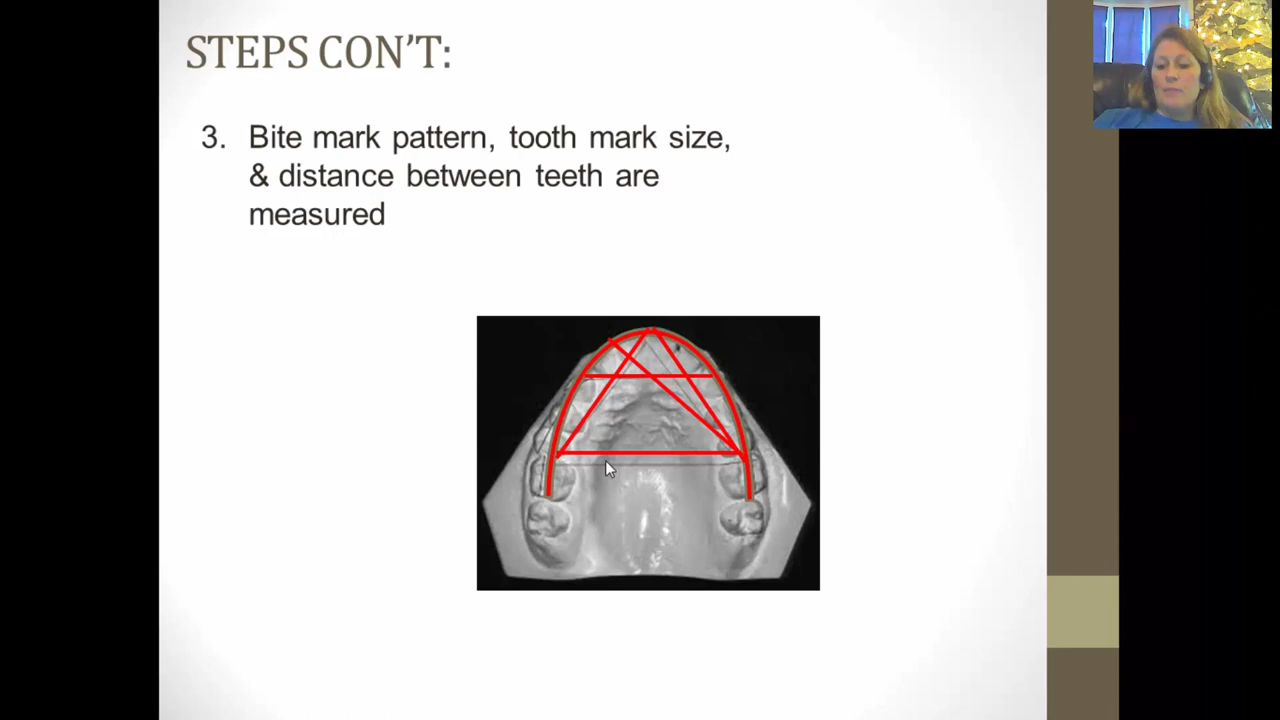 STEPS CON'T:
3. Bite mark pattern, tooth mark size,
& distance between teeth are
measured